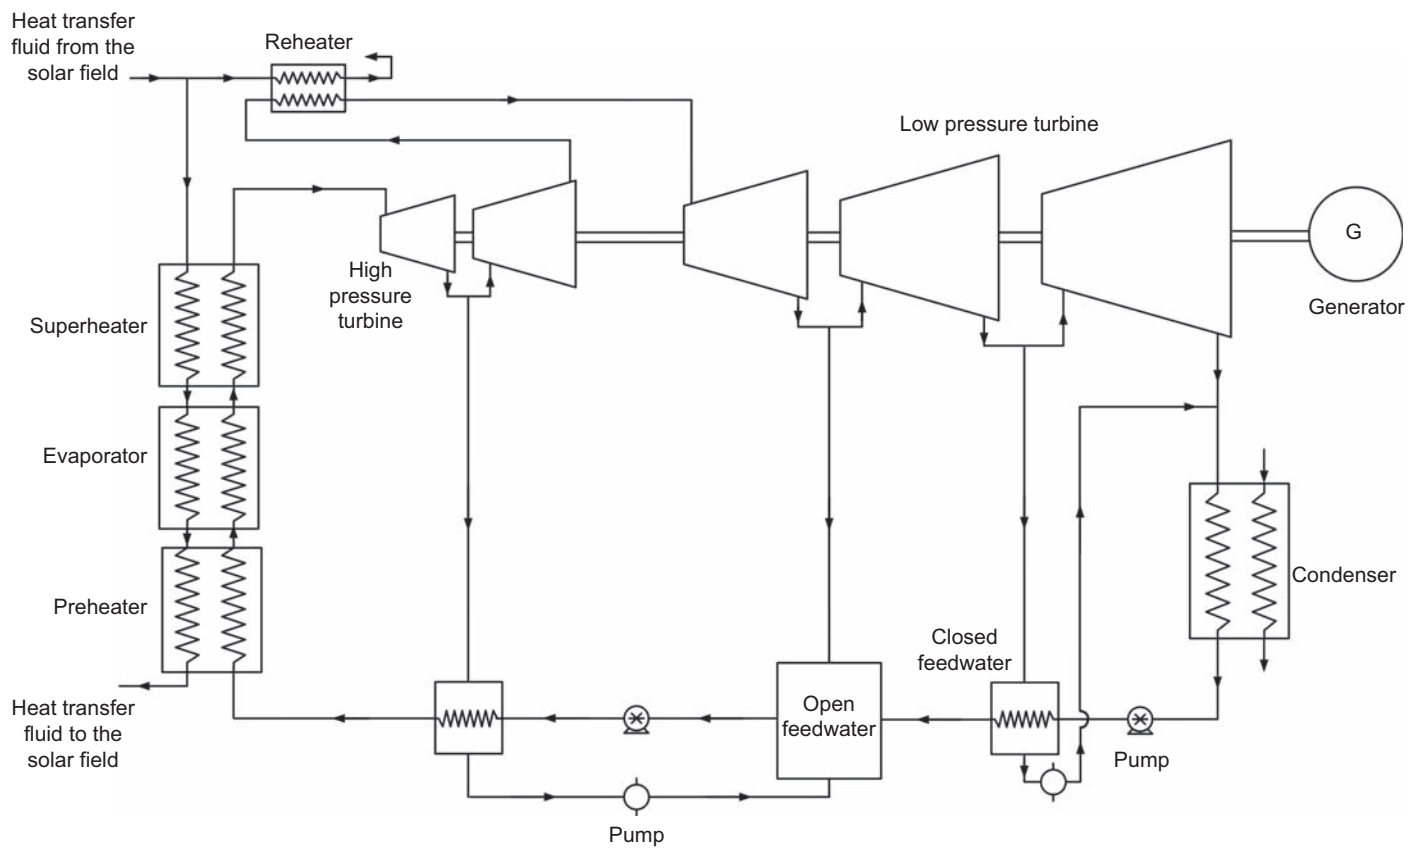 Heat transfer
fluid from the
solar field
Reheater
Low pressure turbine
G
High
pressure
turbine
Generator
Superheater
Evaporator
Condenser
Preheater
Closed
feedwater
Open
feedwater
Heat transfer
fluid to the
solar field
Pump
Pump